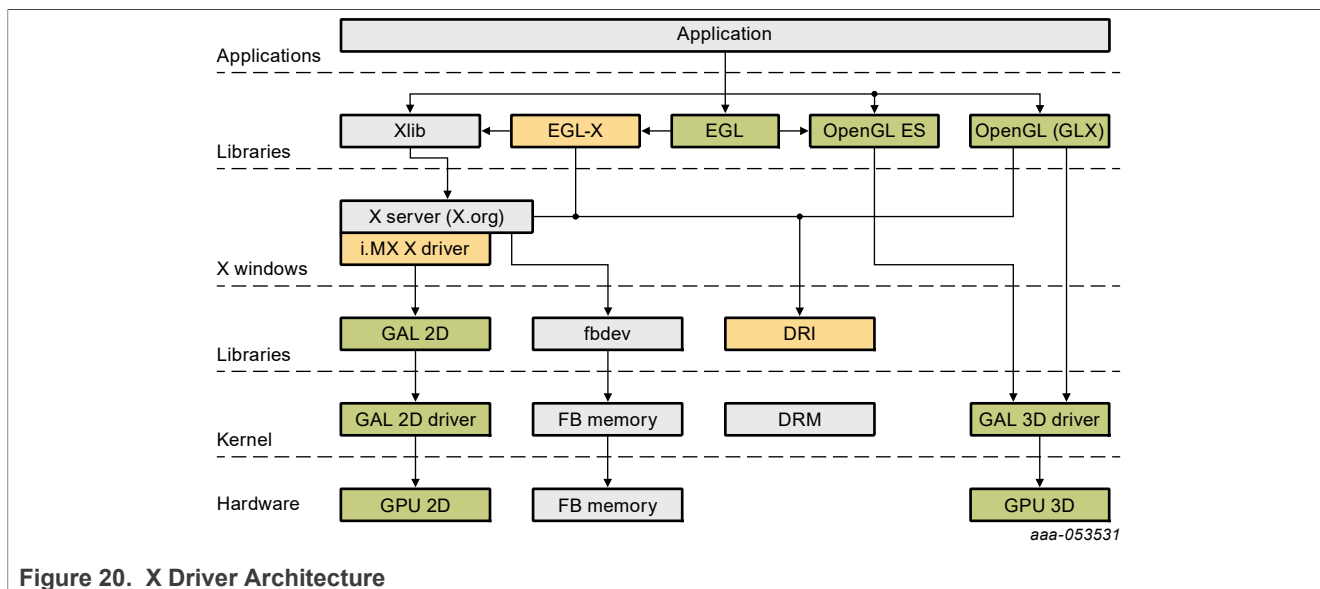 Application
Applications
Xlib
EGL-X
EGL
OpenGL ES
OpenGL (GLX)
Libraries
X server (X.org)
i.MX X driver
X windows
GAL 2D
fbdev
DRI
Libraries
GAL 2D driver
FB memory
DRM
GAL 3D driver
Kernel
Hardware
GPU 2D
FB memory
GPU 3D
aaa-053531
Figure 20. X Driver Architecture